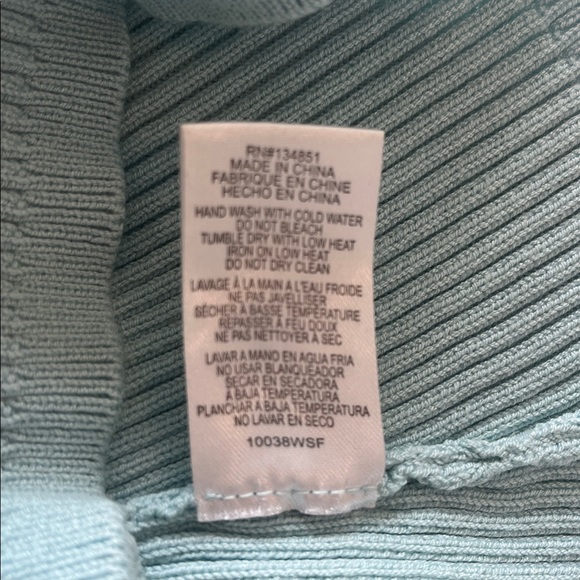 RN#134851
MADE IN CHINA
FABRIQUE EN CHINE
HECHO EN CHINA
HAND WASH WITH COLD WATER
DO NOT BLEACH
TUMBLE DRY WITH LOW HEAT
IRON ON LOW HEAT
DO NOT DRY CLEAN
LAVAGE À LA MAIN A L'EAU FROIDE
NE PAS JAVELLISER
SÉCHER A BASSE TEMPÉRATURE
REPASSER À FEU DOUX
NE PAS NETTOYER À SEC
LAVAR A MANO EN AGUA FRIA
NO USAR BLANQUEADOR
SECAR EN SECADORA
A BAJA TEMPERATURA
PLANCHAR A BAJA TEMPERATURA
NO LAVAR EN SECO
10038WSF